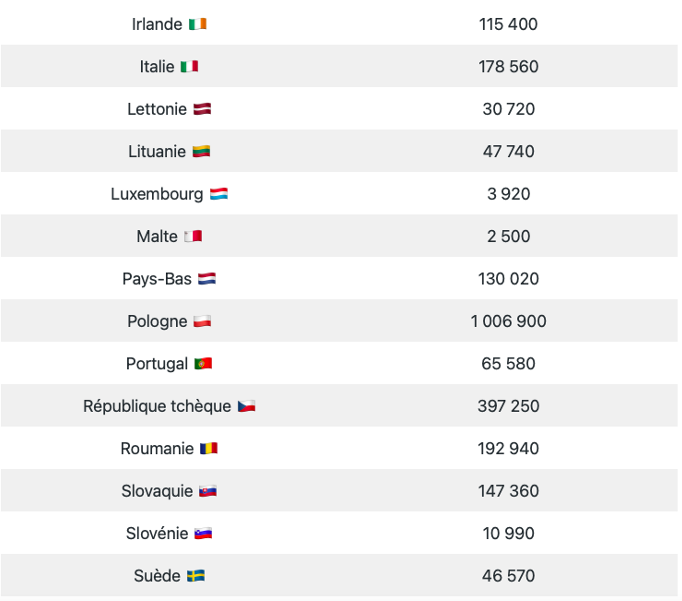 Irlande 🇮🇪 115 400
Italie 🇮🇹 178 560
Lettonie 🇱🇻 30 720
Lituanie 🇱🇹 47 740
Luxembourg 🇱🇺 3 920
Malte 🇲🇹 2 500
Pays-Bas 🇳🇱 130 020
Pologne 🇵🇱 1 006 900
Portugal 🇵🇹 65 580
République tchèque 🇨🇿 397 250
Roumanie 🇷🇴 192 940
Slovaquie 🇸🇰 147 360
Slovénie 🇸🇮 10 990
Suède 🇸🇪 46 570